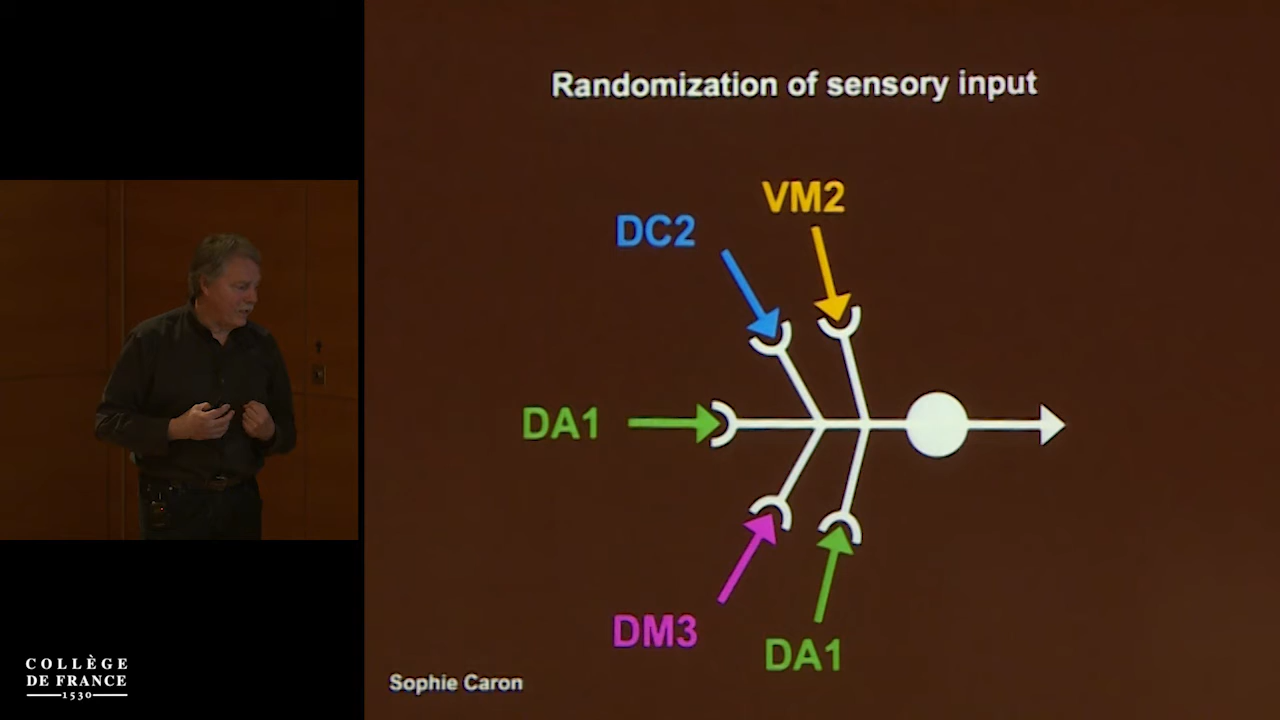 Randomization of sensory input
VM2
DC2
DA1
DM3
DA1
Sophie Caron
COLLÈGE
DE FRANCE
1530